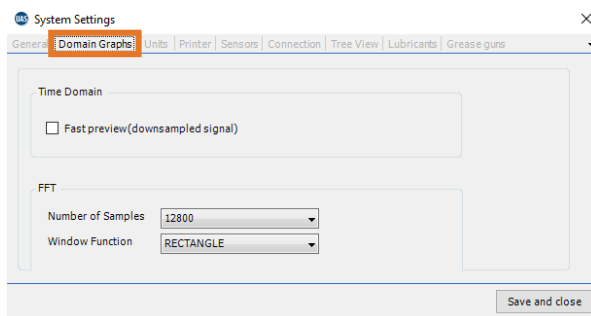 UAS System Settings
General Domain Graphs Units Printer Sensors Connection Tree View Lubricants Grease guns
Time Domain
Fast preview(downsampled signal)
FFT
Number of Samples 12800
Window Function RECTANGLE
Save and close